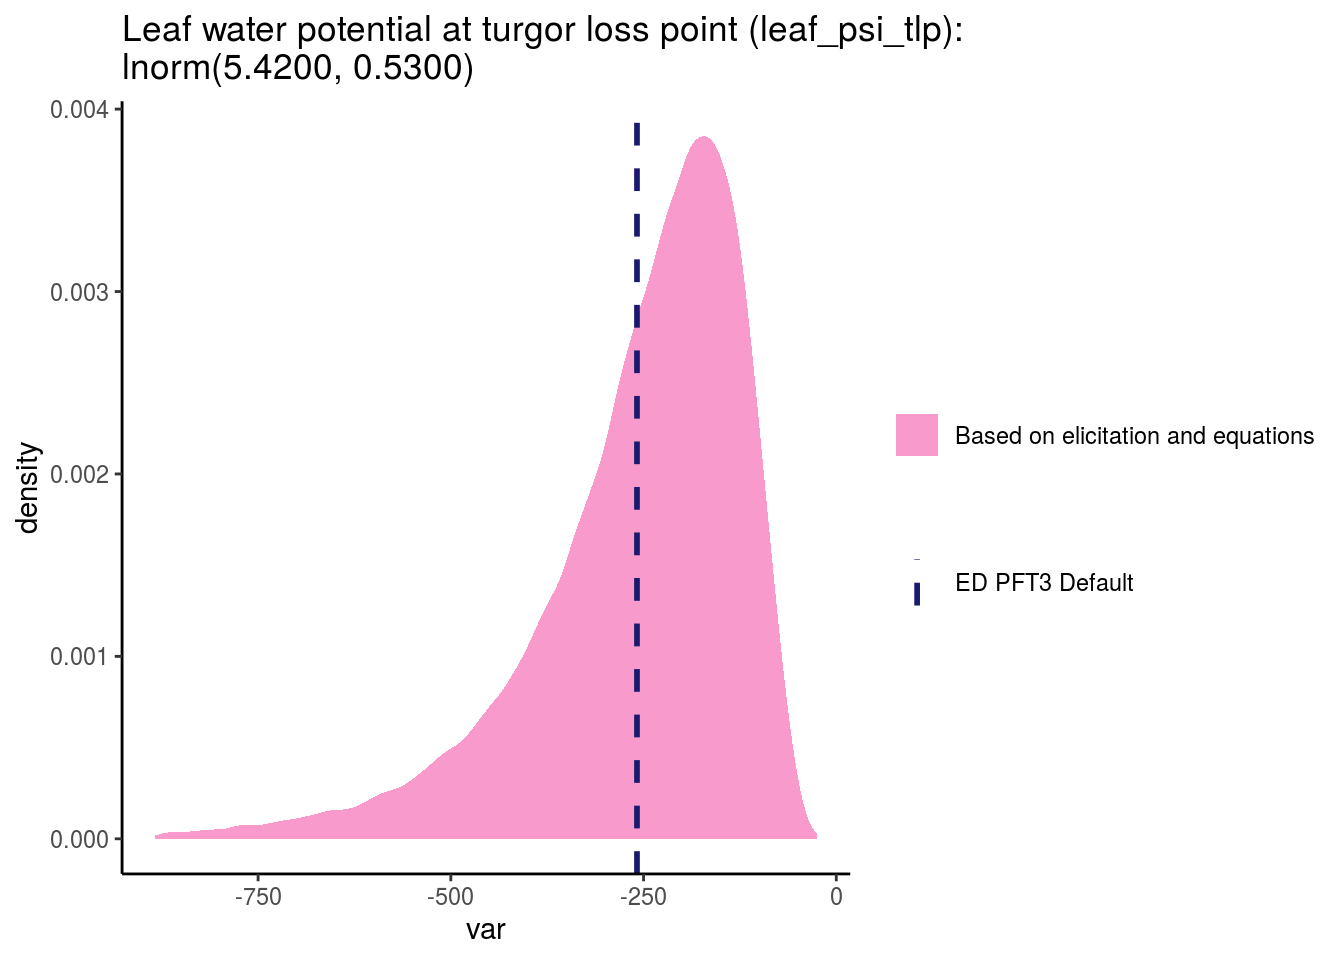 Leaf water potential at turgor loss point (leaf_psi_tlp):
lnorm(5.4200, 0.5300)
0.004
0.003
0.002
0.001
0.000
density
-750
-500
-250
0
var
Based on elicitation and equations
ED PFT3 Default